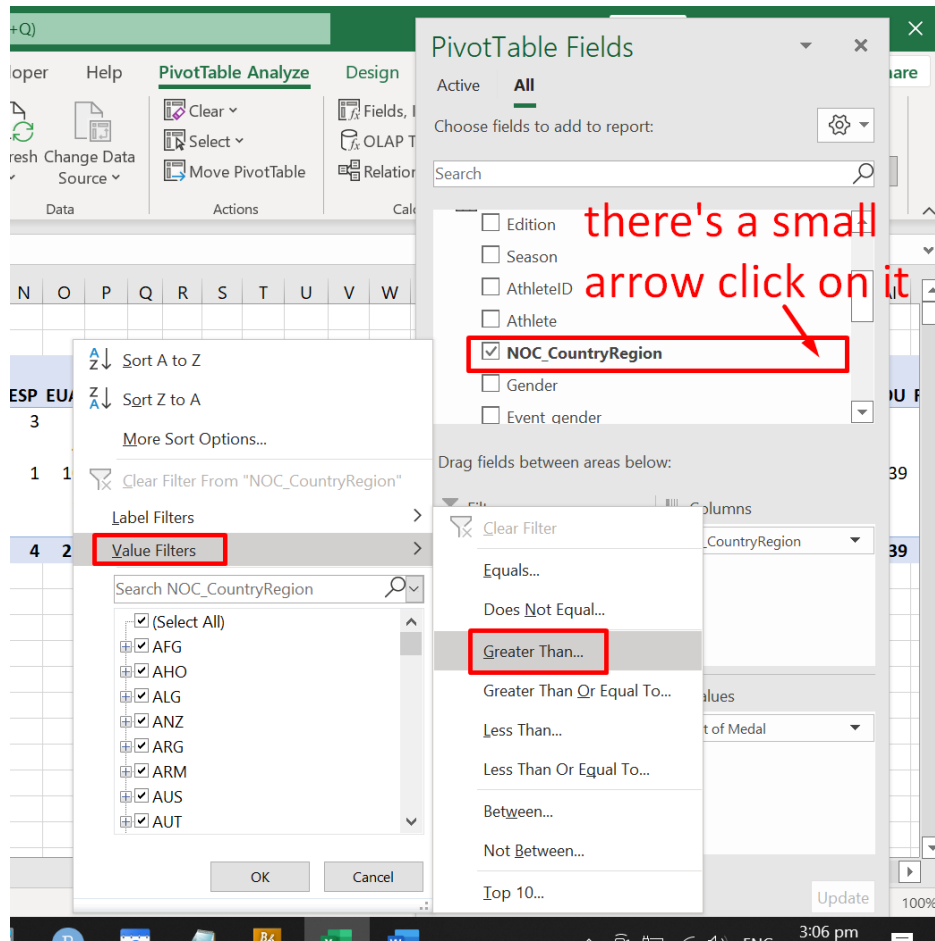 +Q)
PivotTable Fields
loper Help PivotTable Analyze Design
Active All
Clear
Fields,
Choose fields to add to report:
resh Change Data Source
Select
OLAP T
Move PivotTable
Relation
Search
Data Actions Calc
there's a small
arrow click on it
Edition
Season
AthleteID
Athlete
NOC_CountryRegion
Gender
Event_gender
N O P Q R S T U V W
ESP EUA
3
1 1
4 2
39
39
Sort A to Z
Sort Z to A
More Sort Options...
Clear Filter From "NOC_CountryRegion"
Label Filters
Value Filters
Search NOC_CountryRegion
(Select All)
AFG
AHO
ALG
ANZ
ARG
ARM
AUS
AUT
OK Cancel
Drag fields between areas below:
Columns
_CountryRegion
Clear Filter
Equals...
Does Not Equal...
Greater Than...
Greater Than Or Equal To...
Less Than...
Less Than Or Equal To...
Between...
Not Between...
Top 10...
alues
t of Medal
Update
100%
ENG
3:06 pm